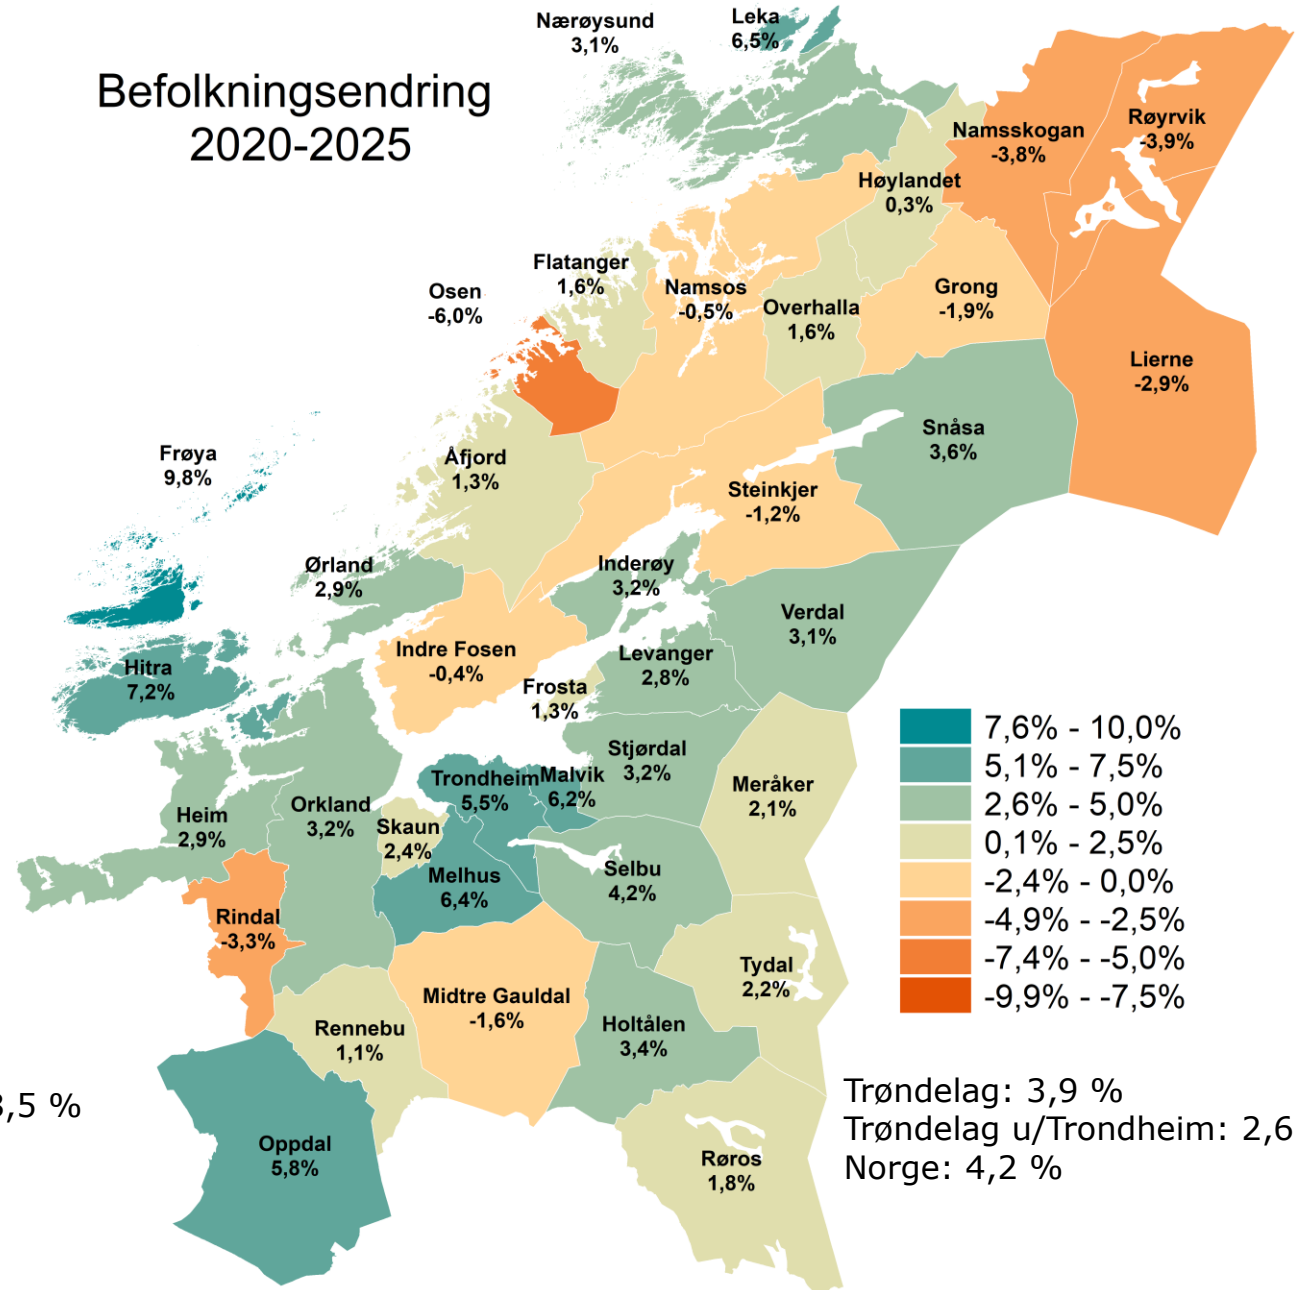 Befolkningsendring
2020-2025
Nærøysund
3,1%
Leka
6,5%
Namsskogan
-3,8%
Røyrvik
-3,9%
Høylandet
0,3%
Flatanger
1,6%
Osen
-6,0%
Namsos
-0,5%
Overhalla
1,6%
Grong
-1,9%
Lierne
-2,9%
Frøya
9,8%
Åfjord
1,3%
Snåsa
3,6%
Steinkjer
-1,2%
Ørland
2,9%
Inderøy
3,2%
Verdal
3,1%
Hitra
7,2%
Indre Fosen
-0,4%
Levanger
2,8%
Frosta
1,3%
Stjørdal
3,2%
Meråker
2,1%
Trondheim
5,5%
Malvik
6,2%
Heim
2,9%
Orkland
3,2%
Skaun
2,4%
Melhus
6,4%
Selbu
4,2%
Rindal
-3,3%
Tydal
2,2%
Midtre Gauldal
-1,6%
Rennebu
1,1%
Holtålen
3,4%
Oppdal
5,8%
Røros
1,8%
7,6% - 10,0%
5,1% - 7,5%
2,6% - 5,0%
0,1% - 2,5%
-2,4% - 0,0%
-4,9% - -2,5%
-7,4% - -5,0%
-9,9% - -7,5%
,5 %
Trøndelag: 3,9 %
Trøndelag u/Trondheim: 2,6
Norge: 4,2 %